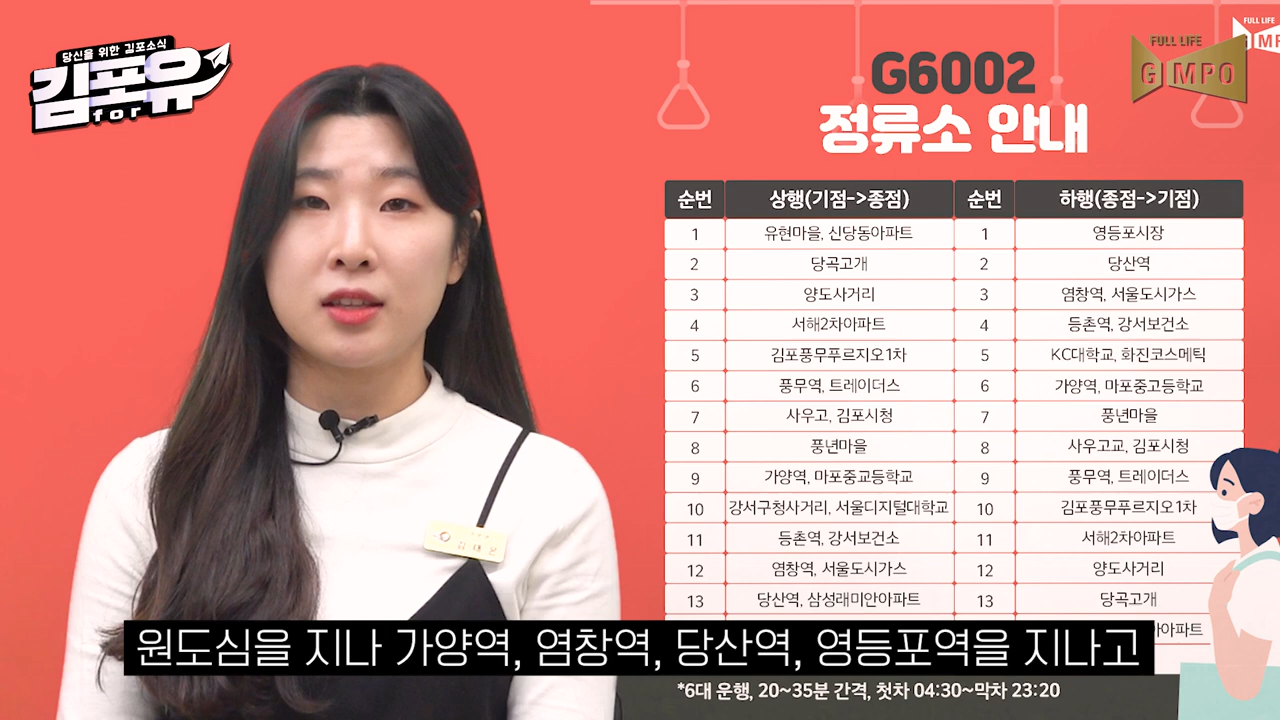 당신을 위한 김포소식
김포유
for
FULL LIFE
GIMPO
FULL LIFE
G6002
정류소 안내
순번 상행(기점->종점) 순번 하행(종점->기점)
1 유현마을, 신당동아파트 1 영등포시장
2 당곡고개 2 당산역
3 양도사거리 3 염창역, 서울도시가스
4 서해2차아파트 4 등촌역, 강서보건소
5 김포풍무푸르지오1차 5 KC대학교, 화진코스메틱
6 풍무역, 트레이더스 6 가양역, 마포중고등학교
7 사우고, 김포시청 7 풍년마을
8 풍년마을 8 사우고교, 김포시청
9 가양역, 마포중교등학교 9 풍무역, 트레이더스
10 강서구청사거리, 서울디지털대학교 10 김포풍무푸르지오1차
11 등촌역, 강서보건소 11 서해2차아파트
12 염창역, 서울도시가스 12 양도사거리
13 당산역, 삼성래미안아파트 13 당곡고개
아파트
원도심을 지나 가양역, 염창역, 당산역, 영등포역을 지나고
*6대 운행, 20~35분 간격, 첫차 04:30~막차 23:20